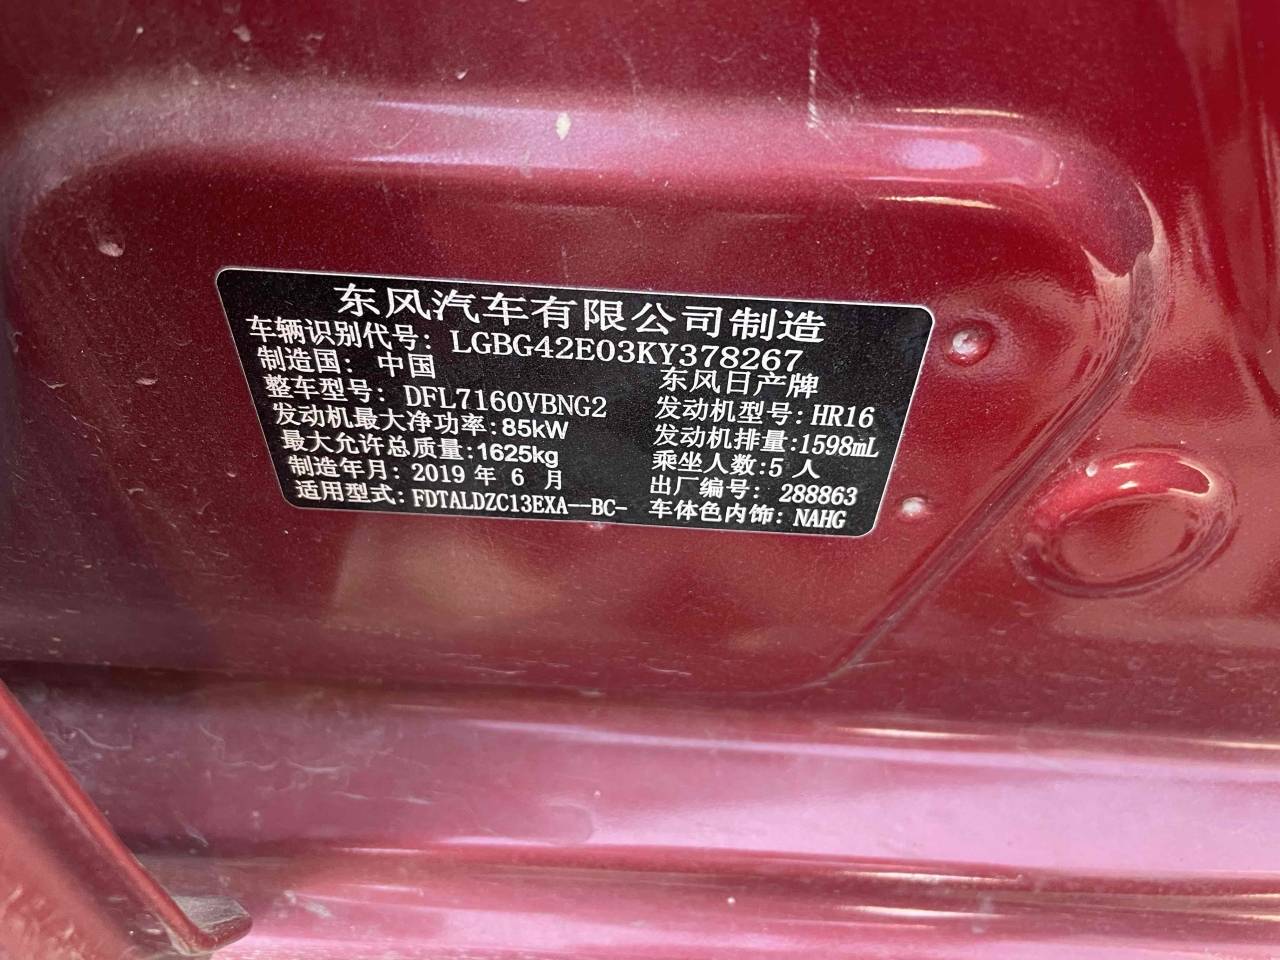 东风汽车有限公司制造
车辆识别代号: LGBG42E03KY378267
制造国: 中国 东风日产牌
整车型号: DFL7160VBNG2 发动机型号: HR16
发动机最大净功率:85kW 发动机排量:1598mL
最大允许总质量:1625kg 乘坐人数:5 人
制造年月: 2019 年 6 月 出厂编号: 288863
适用型式: FDTALDZC13EXA--BC- 车体色内饰: NAHG